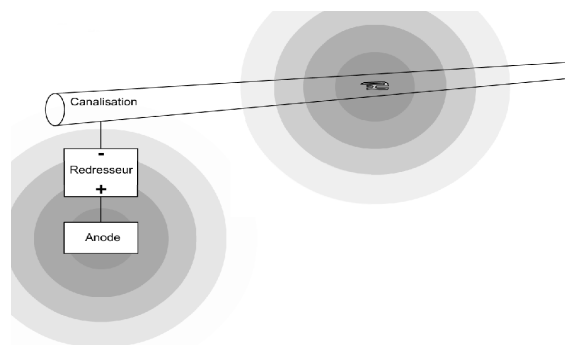 Canalisation
-
Redresseur
+
Anode